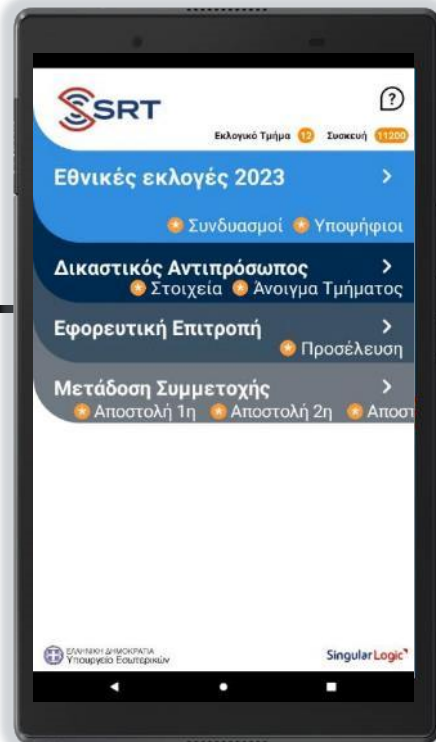 SRT
?
Εκλογικό Τμήμα 12 Συσκευή 11200
Εθνικές εκλογές 2023
Συνδυασμοί Υποψήφιοι
Δικαστικός Αντιπρόσωπος
Στοιχεία Άνοιγμα Τμήματος
Εφορευτική Επιτροπή
Προσέλευση
Μετάδοση Συμμετοχής
Αποστολή 1η Αποστολή 2η Αποστ
ΕΛΛΗΝΙΚΗ ΔΗΜΟΚΡΑΤΙΑ
Υπουργείο Εσωτερικών
SingularLogic